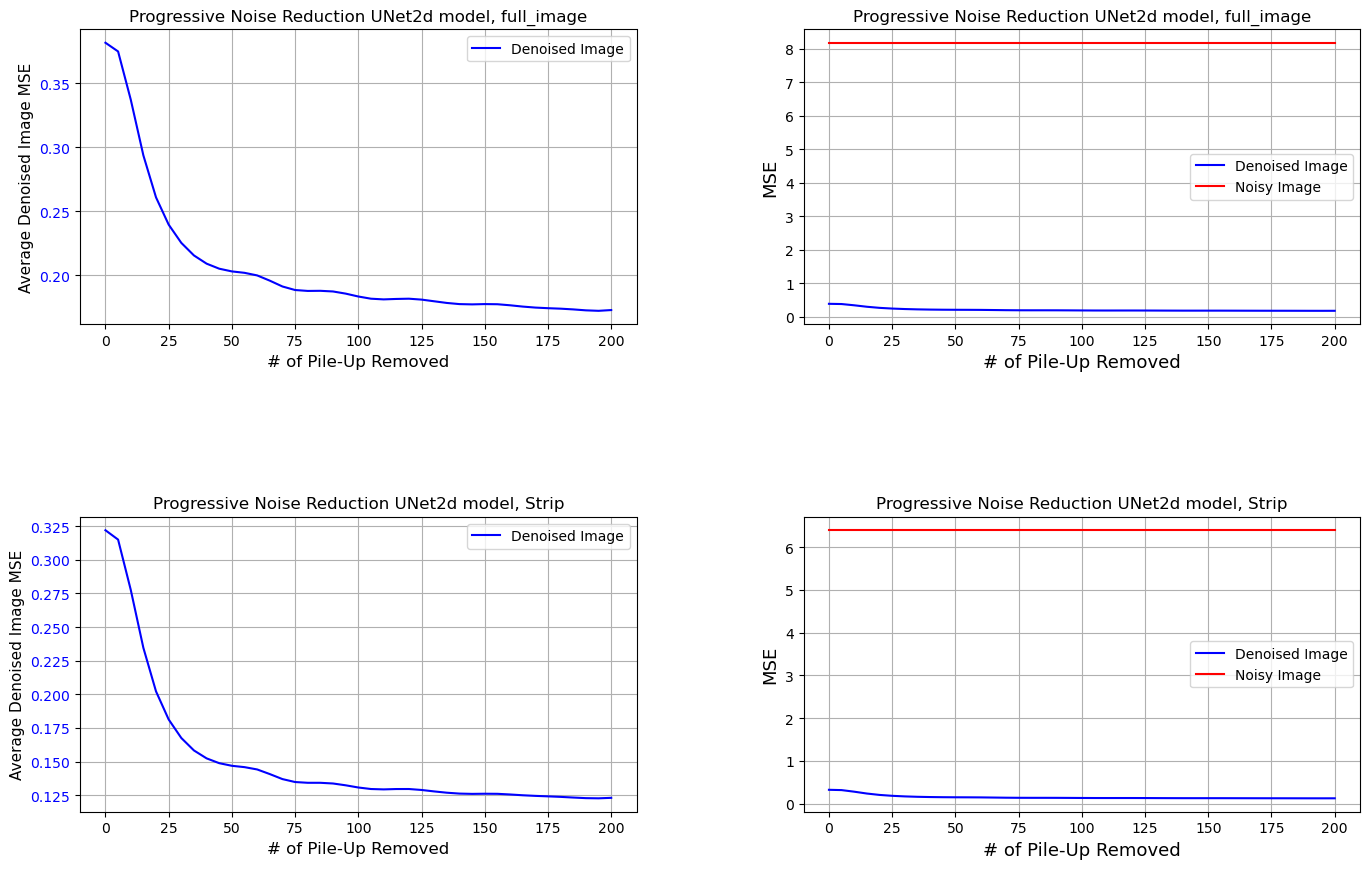 Progressive Noise Reduction UNet2d model, full_image
Denoised Image
Average Denoised Image MSE
0.35
0.30
0.25
0.20
0 25 50 75 100 125 150 175 200
# of Pile-Up Removed
Progressive Noise Reduction UNet2d model, full_image
Denoised Image
Noisy Image
MSE
8
7
6
5
4
3
2
1
0
0 25 50 75 100 125 150 175 200
# of Pile-Up Removed
Progressive Noise Reduction UNet2d model, Strip
Denoised Image
Average Denoised Image MSE
0.325
0.300
0.275
0.250
0.225
0.200
0.175
0.150
0.125
0 25 50 75 100 125 150 175 200
# of Pile-Up Removed
Progressive Noise Reduction UNet2d model, Strip
Denoised Image
Noisy Image
MSE
6
5
4
3
2
1
0
0 25 50 75 100 125 150 175 200
# of Pile-Up Removed